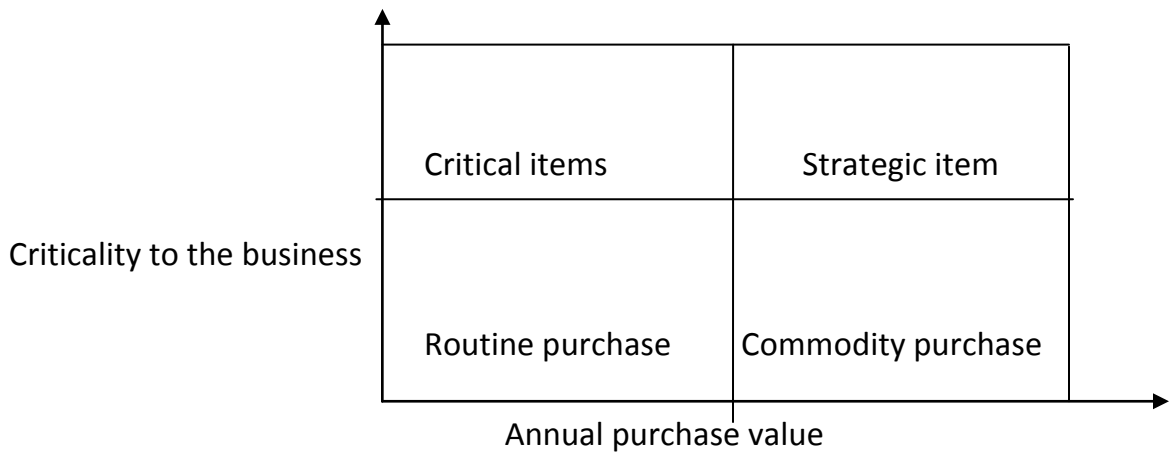 Critical items
Strategic item
Criticality to the business
Routine purchase
Commodity purchase
Annual purchase value